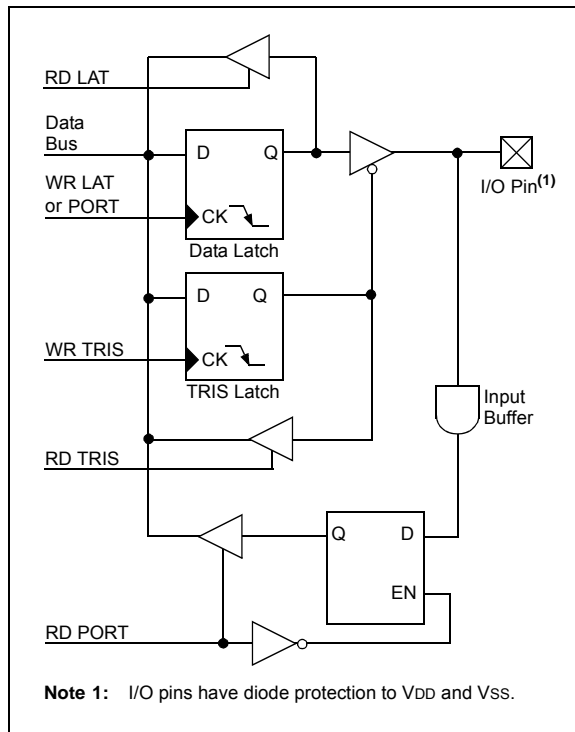 RD LAT
Data
Bus
D Q
WR LAT
or PORT
CK
Data Latch
I/O Pin(1)
D Q
WR TRIS
CK
TRIS Latch
Input
Buffer
RD TRIS
Q D
EN
RD PORT
Note 1: I/O pins have diode protection to VDD and VSS.